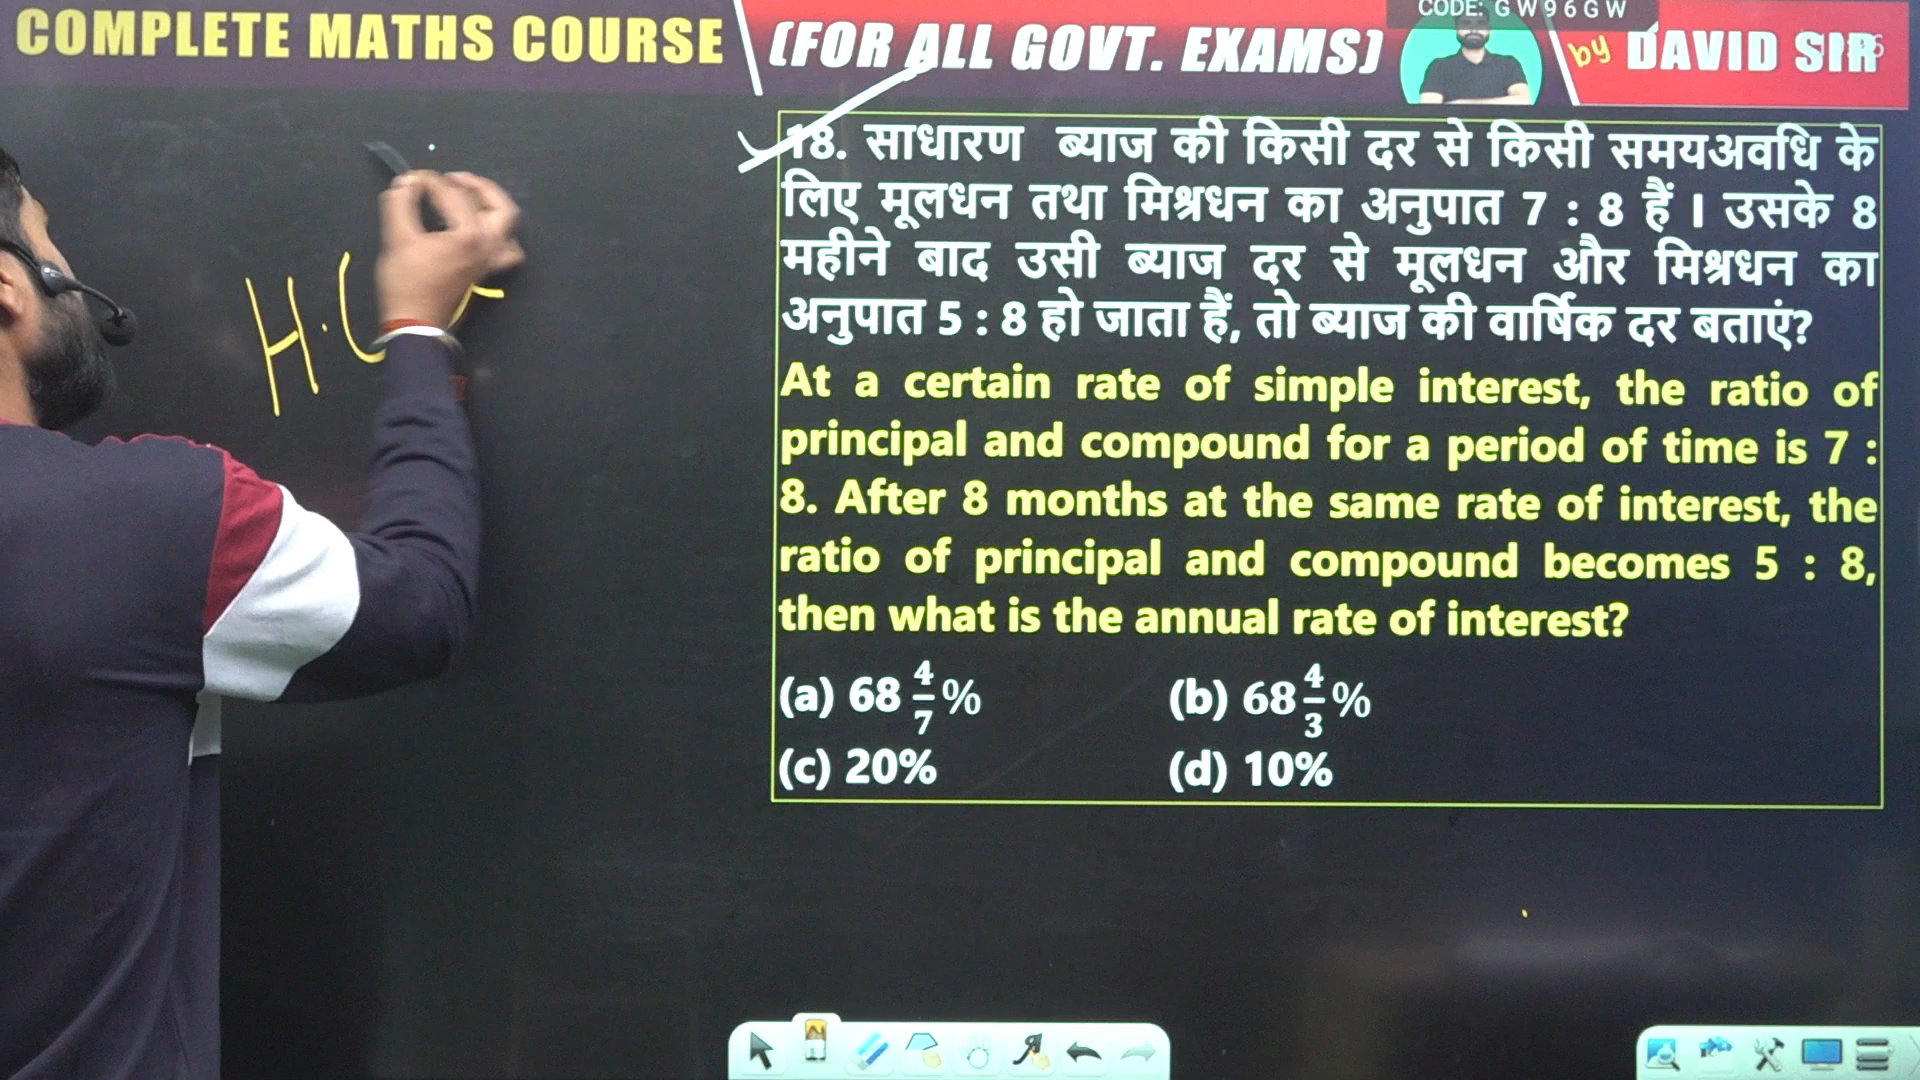 CODE: GW96GW
COMPLETE MATHS COURSE (FOR ALL GOVT. EXAMS) by DAVID SIR
18. साधारण ब्याज की किसी दर से किसी समयअवधि के
लिए मूलधन तथा मिश्रधन का अनुपात 7 : 8 हैं । उसके 8
महीने बाद उसी ब्याज दर से मूलधन और मिश्रधन का
अनुपात 5 : 8 हो जाता हैं, तो ब्याज की वार्षिक दर बताएं?
At a certain rate of simple interest, the ratio of
principal and compound for a period of time is 7 :
8. After 8 months at the same rate of interest, the
ratio of principal and compound becomes 5 : 8,
then what is the annual rate of interest?
(a) 68 4/7 % (b) 68 4/3 %
(c) 20% (d) 10%
H.